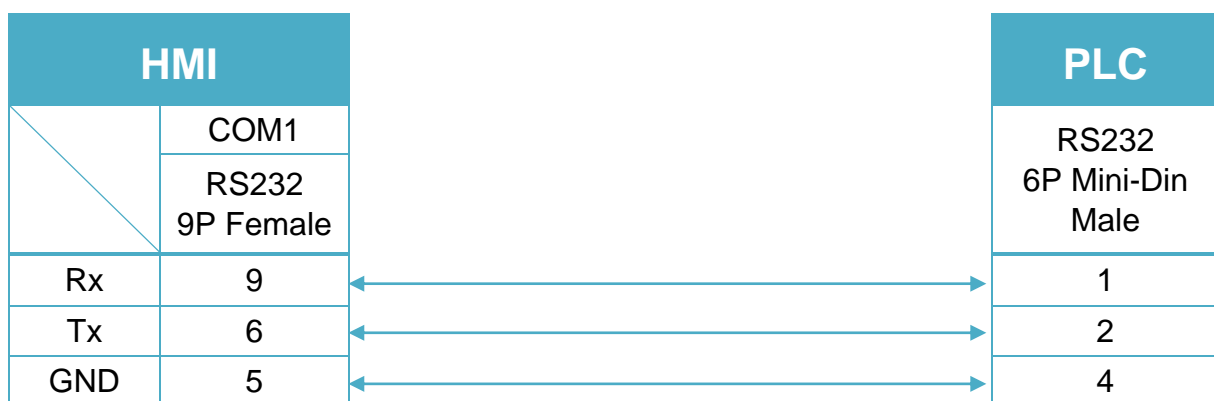 HMI
PLC
COM1
RS232
9P Female
RS232
6P Mini-Din
Male
Rx 9 1
Tx 6 2
GND 5 4